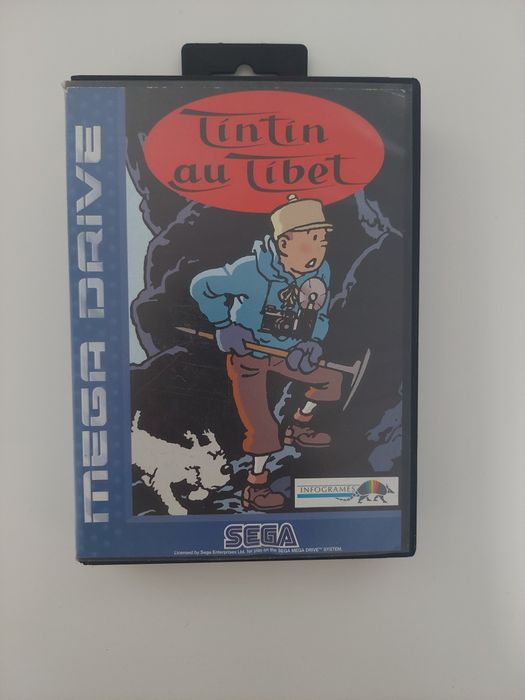 Tintin
au Tibet
MEGA DRIVE
INFOGRAMES
SEGA
Licensed by Sega Enterprises Ltd. for play on the SEGA MEGA DRIVE™ SYSTEM.